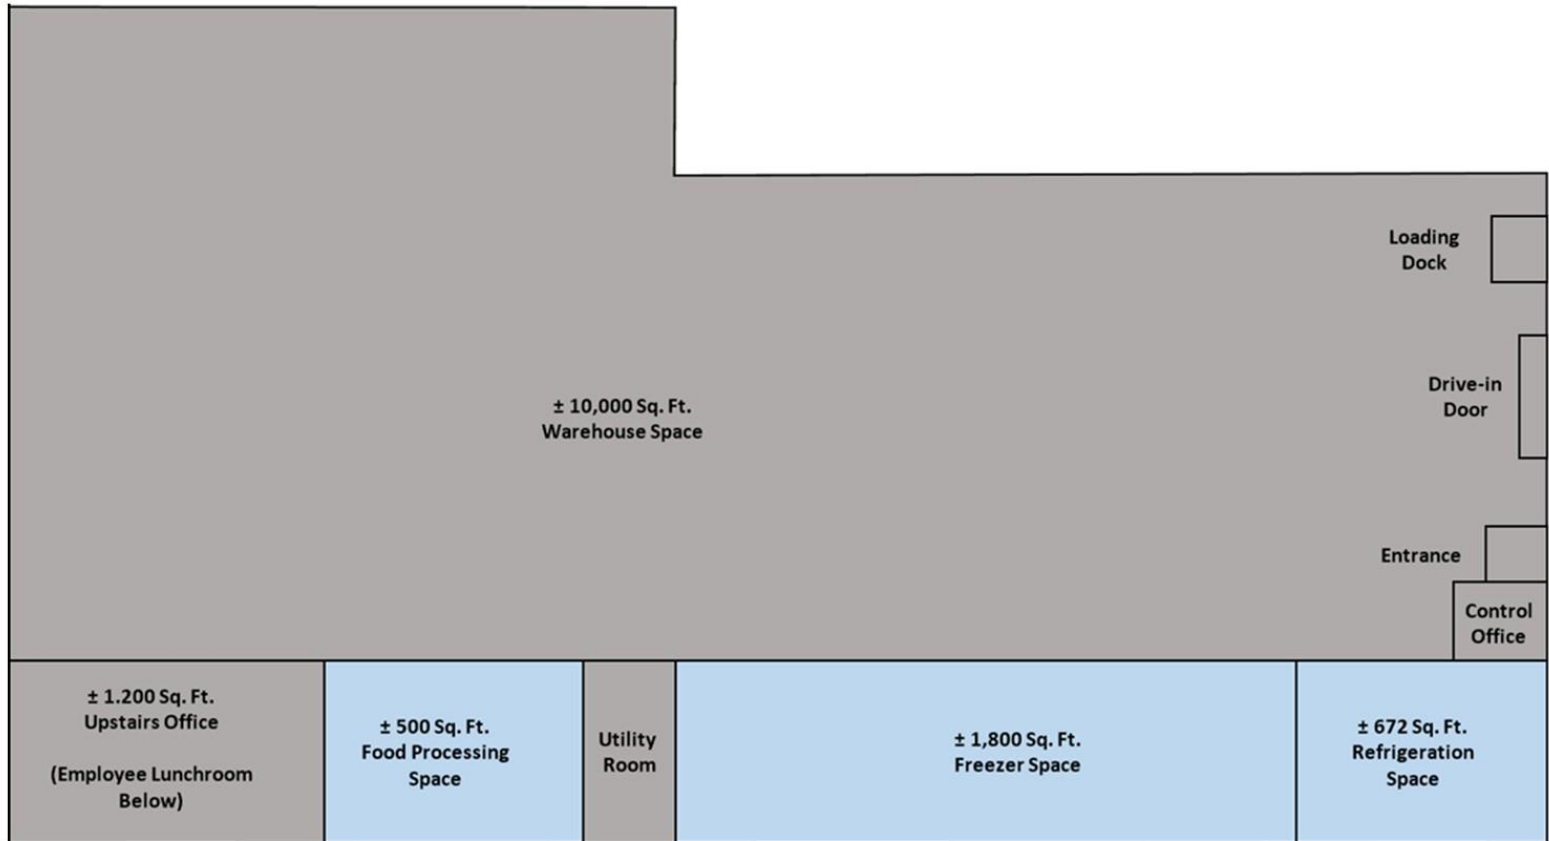 Loading
Dock
Drive-in
Door
± 10,000 Sq. Ft.
Warehouse Space
Entrance
Control
Office
± 1.200 Sq. Ft.
Upstairs Office
(Employee Lunchroom
Below)
± 500 Sq. Ft.
Food Processing
Space
Utility
Room
± 1,800 Sq. Ft.
Freezer Space
± 672 Sq. Ft.
Refrigeration
Space